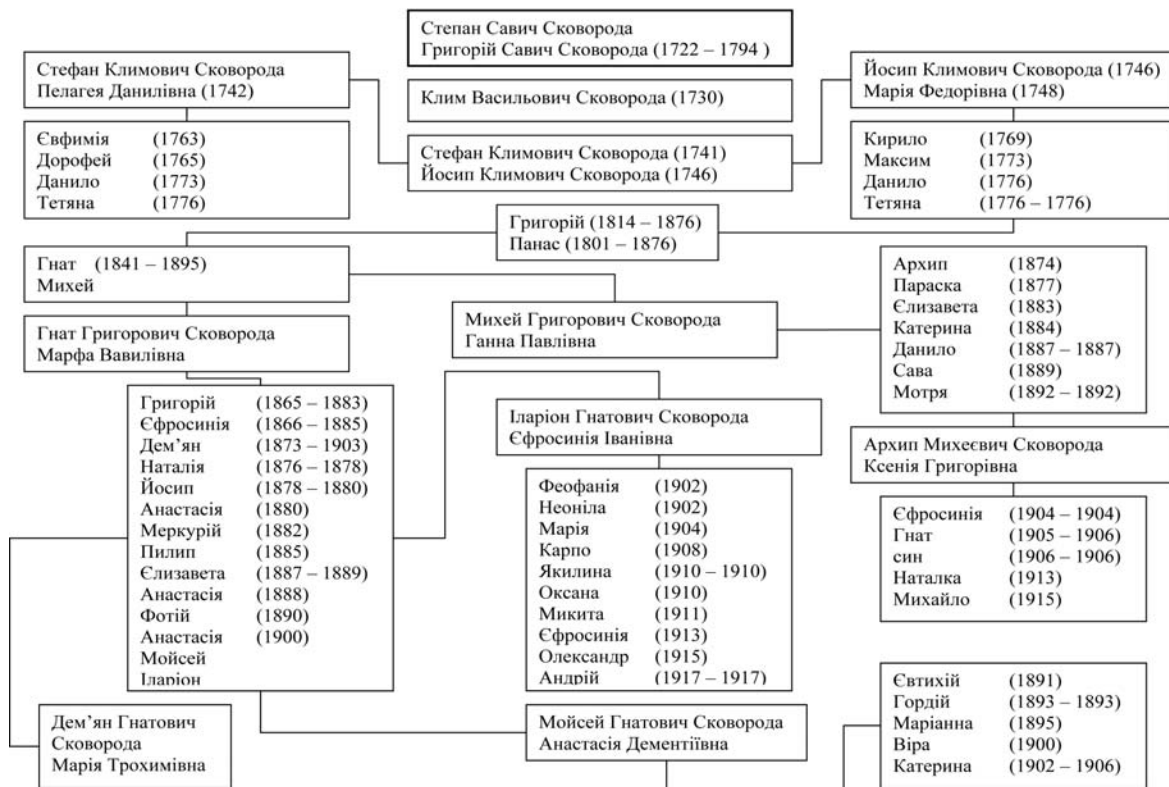 Степан Савич Сковорода
Григорій Савич Сковорода (1722 – 1794 )
Стефан Климович Сковорода
Пелагея Данилівна (1742)
Клим Васильович Сковорода (1730)
Йосип Климович Сковорода (1746)
Марія Федорівна (1748)
Євфимія (1763)
Дорофей (1765)
Данило (1773)
Тетяна (1776)
Стефан Климович Сковорода (1741)
Йосип Климович Сковорода (1746)
Кирило (1769)
Максим (1773)
Данило (1776)
Тетяна (1776 – 1776)
Григорій (1814 – 1876)
Панас (1801 – 1876)
Гнат (1841 – 1895)
Михей
Гнат Григорович Сковорода
Марфа Вавилівна
Михей Григорович Сковорода
Ганна Павлівна
Архип (1874)
Параска (1877)
Єлизавета (1883)
Катерина (1884)
Данило (1887 – 1887)
Сава (1889)
Мотря (1892 – 1892)
Григорій (1865 – 1883)
Єфросинія (1866 – 1885)
Дем’ян (1873 – 1903)
Наталія (1876 – 1878)
Йосип (1878 – 1880)
Анастасія (1880)
Меркурій (1882)
Пилип (1885)
Єлизавета (1887 – 1889)
Анастасія (1888)
Фотій (1890)
Анастасія (1900)
Мойсей
Іларіон
Іларіон Гнатович Сковорода
Єфросинія Іванівна
Архип Михеєвич Сковорода
Ксенія Григорівна
Феофанія (1902)
Неоніла (1902)
Марія (1904)
Карпо (1908)
Якилина (1910 – 1910)
Оксана (1910)
Микита (1911)
Єфросинія (1913)
Олександр (1915)
Андрій (1917 – 1917)
Єфросинія (1904 – 1904)
Гнат (1905 – 1906)
син (1906 – 1906)
Наталка (1913)
Михайло (1915)
Дем’ян Гнатович
Сковорода
Марія Трохимівна
Мойсей Гнатович Сковорода
Анастасія Дементіївна
Євтихій (1891)
Гордій (1893 – 1893)
Маріанна (1895)
Віра (1900)
Катерина (1902 – 1906)